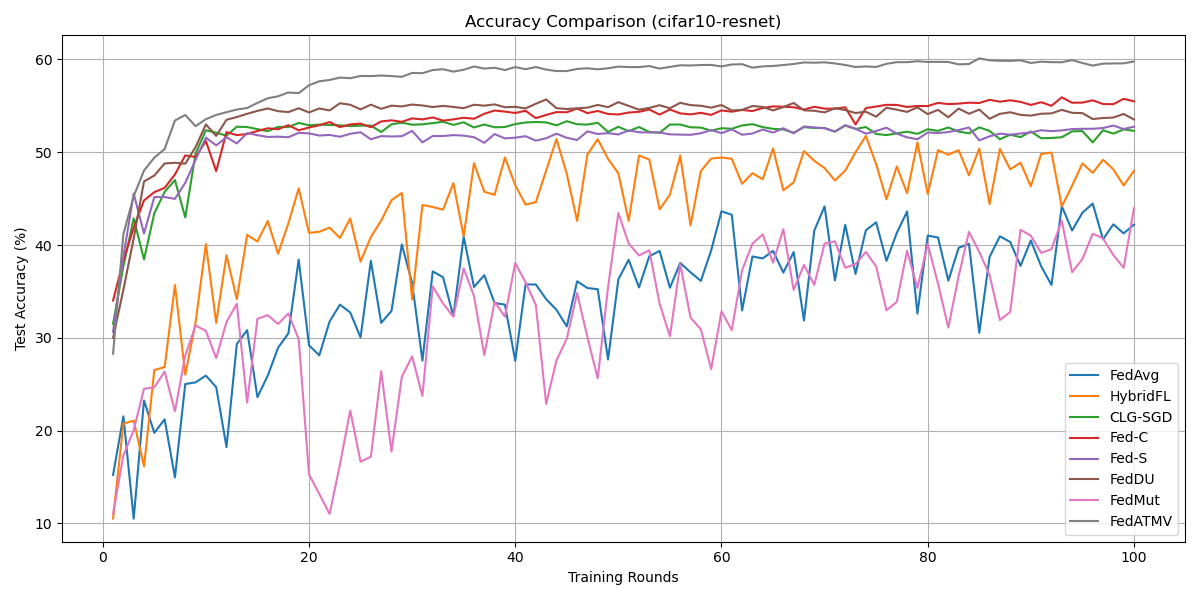 Accuracy Comparison (cifar10-resnet)
Test Accuracy (%)
60
50
40
30
20
10
0
20
40
60
80
100
Training Rounds
FedAvg
HybridFL
CLG-SGD
Fed-C
Fed-S
FedDU
FedMut
FedATMV